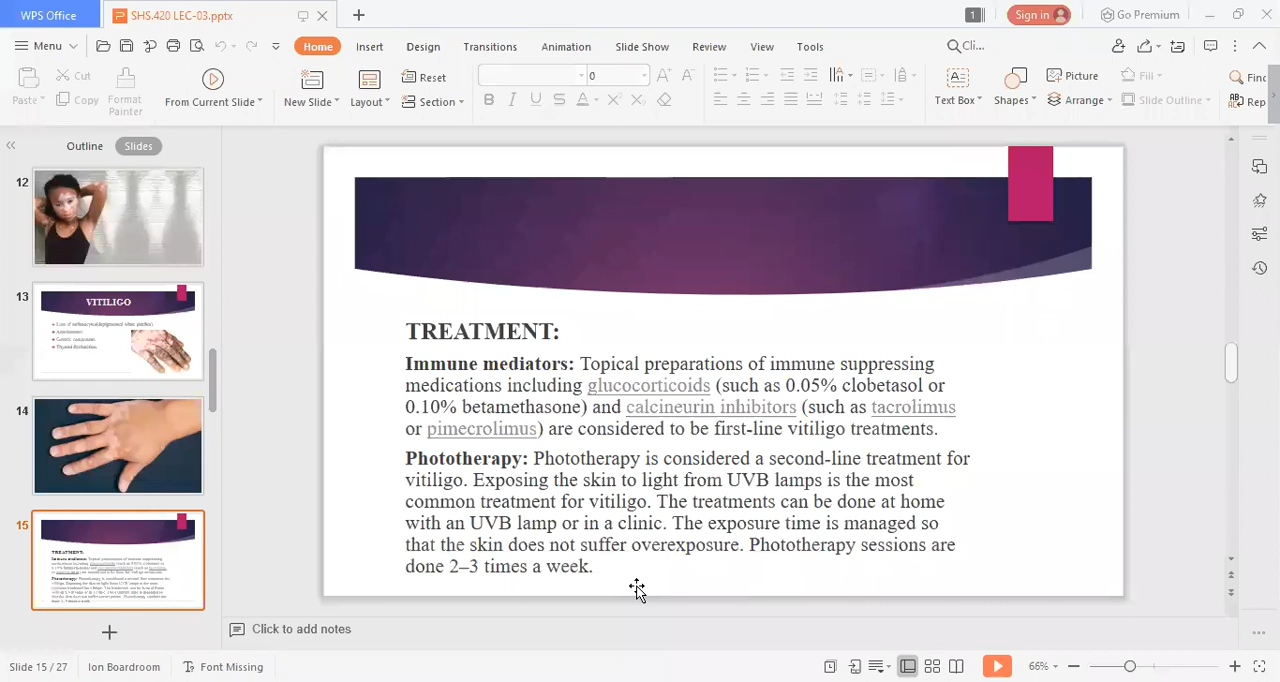 WPS Office
SHS.420 LEC-03.pptx
1
Sign in
Go Premium
Menu
Home
Insert
Design
Transitions
Animation
Slide Show
Review
View
Tools
Cli...
Paste
Cut
Copy
Format
Painter
From Current Slide
New Slide
Layout
Reset
Section
0
B I U S A X² X₂
Text Box
Shapes
Picture
Arrange
Fill
Slide Outline
Find
Rep
Outline
Slides
12
13
VITILIGO
14
15
TREATMENT:
TREATMENT:
Immune mediators: Topical preparations of immune suppressing
medications including glucocorticoids (such as 0.05% clobetasol or
0.10% betamethasone) and calcineurin inhibitors (such as tacrolimus
or pimecrolimus) are considered to be first-line vitiligo treatments.
Phototherapy: Phototherapy is considered a second-line treatment for
vitiligo. Exposing the skin to light from UVB lamps is the most
common treatment for vitiligo. The treatments can be done at home
with an UVB lamp or in a clinic. The exposure time is managed so
that the skin does not suffer overexposure. Phototherapy sessions are
done 2–3 times a week.
Click to add notes
Slide 15 / 27
Ion Boardroom
Font Missing
66%